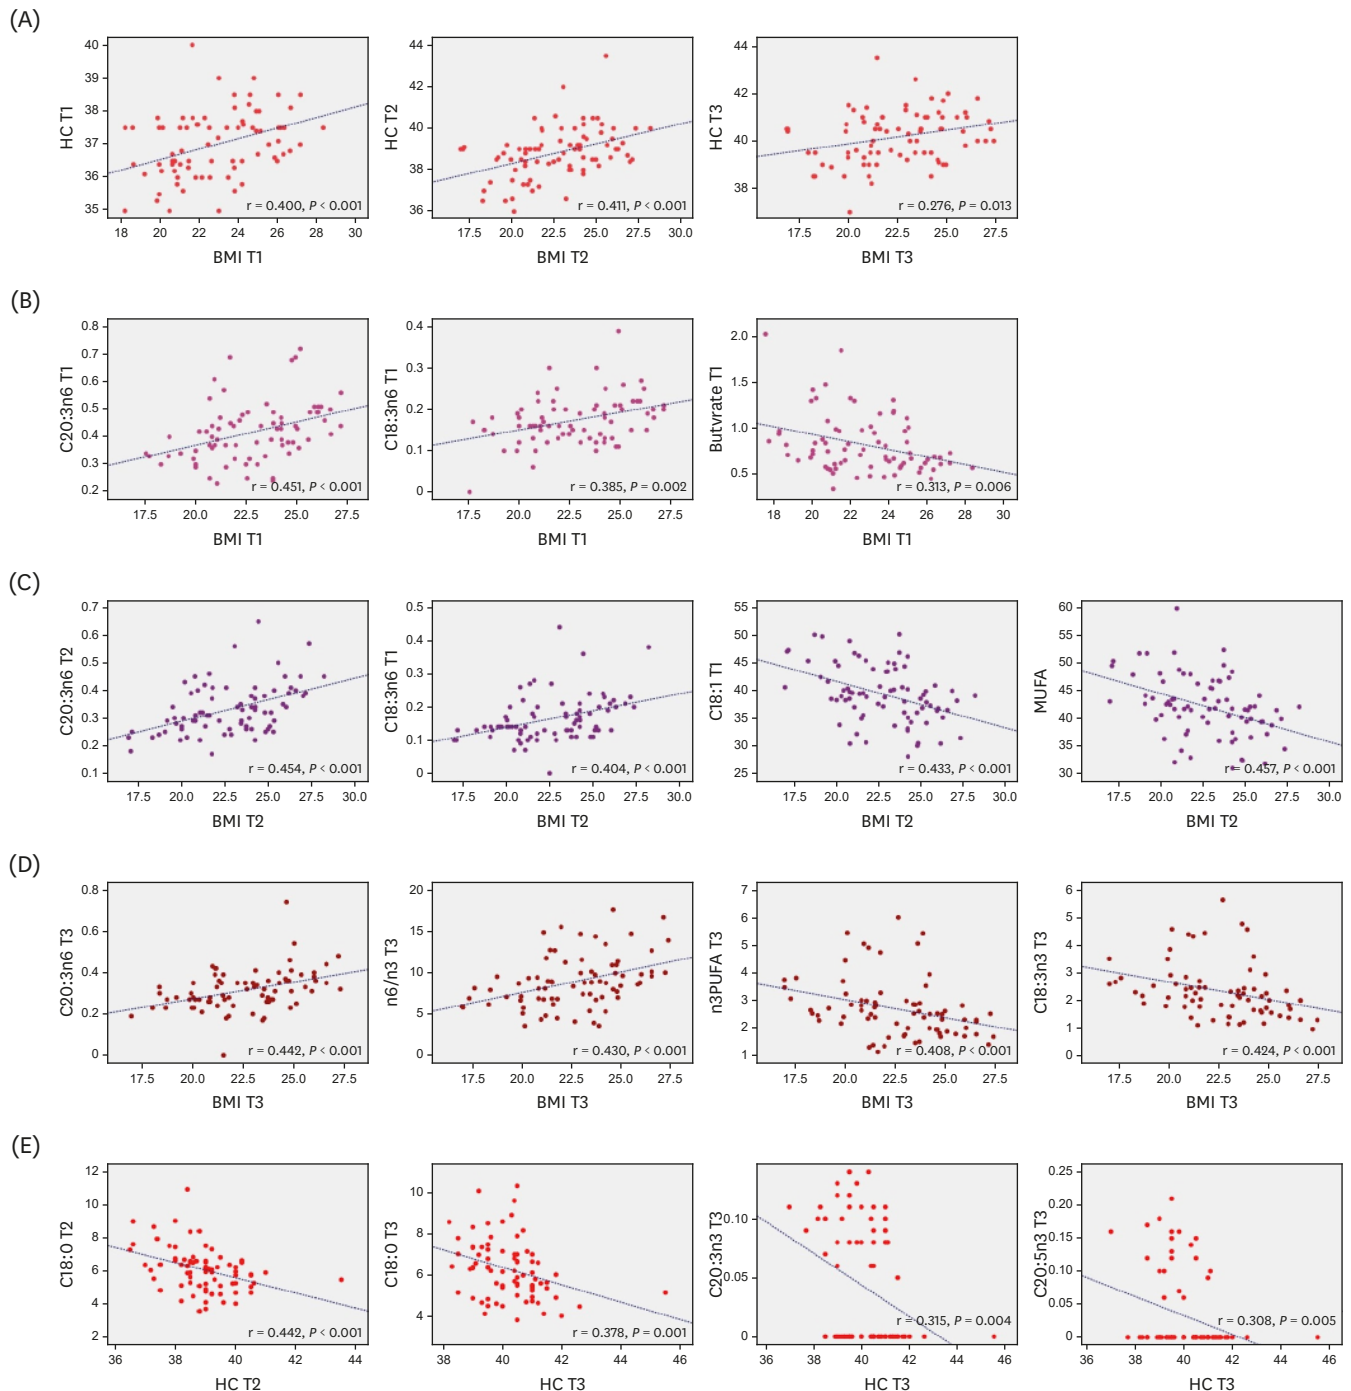 (A)
HC T1
40
39
38
37
36
35
18 20 22 24 26 28 30
r = 0.400, P < 0.001
BMI T1
HC T2
44
42
40
38
36
17.5 20.0 22.5 25.0 27.5 30.0
r = 0.411, P < 0.001
BMI T2
HC T3
44
42
40
38
17.5 20.0 22.5 25.0 27.5
r = 0.276, P = 0.013
BMI T3
(B)
C20:3n6 T1
0.8
0.7
0.6
0.5
0.4
0.3
0.2
17.5 20.0 22.5 25.0 27.5
r = 0.451, P < 0.001
BMI T1
C18:3n6 T1
0.4
0.3
0.2
0.1
0
17.5 20.0 22.5 25.0 27.5
r = 0.385, P = 0.002
BMI T1
Butvrate T1
2.0
1.5
1.0
0.5
18 20 22 24 26 28 30
r = 0.313, P = 0.006
BMI T1
(C)
C20:3n6 T2
0.7
0.6
0.5
0.4
0.3
0.2
0.1
17.5 20.0 22.5 25.0 27.5 30.0
r = 0.454, P < 0.001
BMI T2
C18:3n6 T1
0.5
0.4
0.3
0.2
0.1
0
17.5 20.0 22.5 25.0 27.5 30.0
r = 0.404, P < 0.001
BMI T2
C18:1 T1
55
50
45
40
35
30
25
17.5 20.0 22.5 25.0 27.5 30.0
r = 0.433, P < 0.001
BMI T2
MUFA
60
55
50
45
40
35
30
17.5 20.0 22.5 25.0 27.5 30.0
r = 0.457, P < 0.001
BMI T2
(D)
C20:3n6 T3
0.8
0.6
0.4
0.2
0
17.5 20.0 22.5 25.0 27.5
r = 0.442, P < 0.001
BMI T3
n6/n3 T3
20
15
10
5
0
17.5 20.0 22.5 25.0 27.5
r = 0.430, P < 0.001
BMI T3
n3PUFA T3
7
6
5
4
3
2
1
17.5 20.0 22.5 25.0 27.5
r = 0.408, P < 0.001
BMI T3
C18:3n3 T3
6
5
4
3
2
1
0
17.5 20.0 22.5 25.0 27.5
r = 0.424, P < 0.001
BMI T3
(E)
C18:0 T2
12
10
8
6
4
2
36 38 40 42 44
r = 0.442, P < 0.001
HC T2
C18:0 T3
10
8
6
4
38 40 42 44 46
r = 0.378, P = 0.001
HC T3
C20:3n3 T3
0.10
0.05
0
36 38 40 42 44 46
r = 0.315, P = 0.004
HC T3
C20:5n3 T3
0.25
0.20
0.15
0.10
0.05
0
36 38 40 42 44 46
r = 0.308, P = 0.005
HC T3